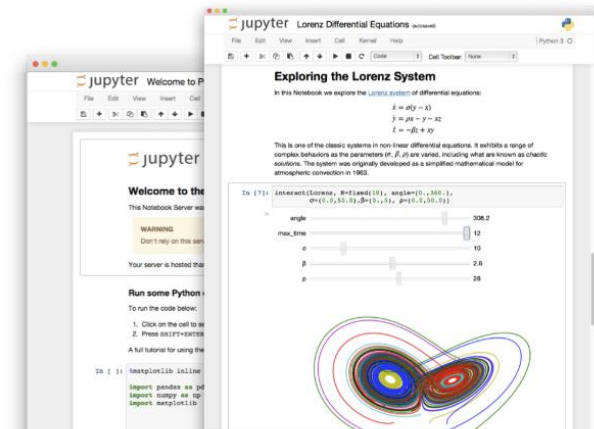 jupyter Lorenz Differential Equations (autosaved)
File Edit View Insert Cell Kernel Help Python 3
Code Cell Toolbar: None
Exploring the Lorenz System
In this Notebook we explore the Lorenz system of differential equations:
ẋ = σ(y − x)
ẏ = ρx − y − xz
ż = −βz + xy
This is one of the classic systems in non-linear differential equations. It exhibits a range of
complex behaviors as the parameters (σ, β, ρ) are varied, including what are known as chaotic
solutions. The system was originally developed as a simplified mathematical model for
atmospheric convection in 1963.
In [7]: interact(Lorenz, N=fixed(10), angle=(0.,360.),
σ=(0.0,50.0),β=(0.,5), ρ=(0.0,50.0))
angle 308.2
max_time 12
σ 10
β 2.6
ρ 28
jupyter Welcome to P
File Edit View Insert Cell
jupyter
Welcome to the
This Notebook Server was
WARNING
Don't rely on this serv
Your server is hosted than
Run some Python
To run the code below:
1. Click on the cell to se
2. Press SHIFT+ENTER
A full tutorial for using the
In [ ]: %matplotlib inline
import pandas as pd
import numpy as np
import matplotlib